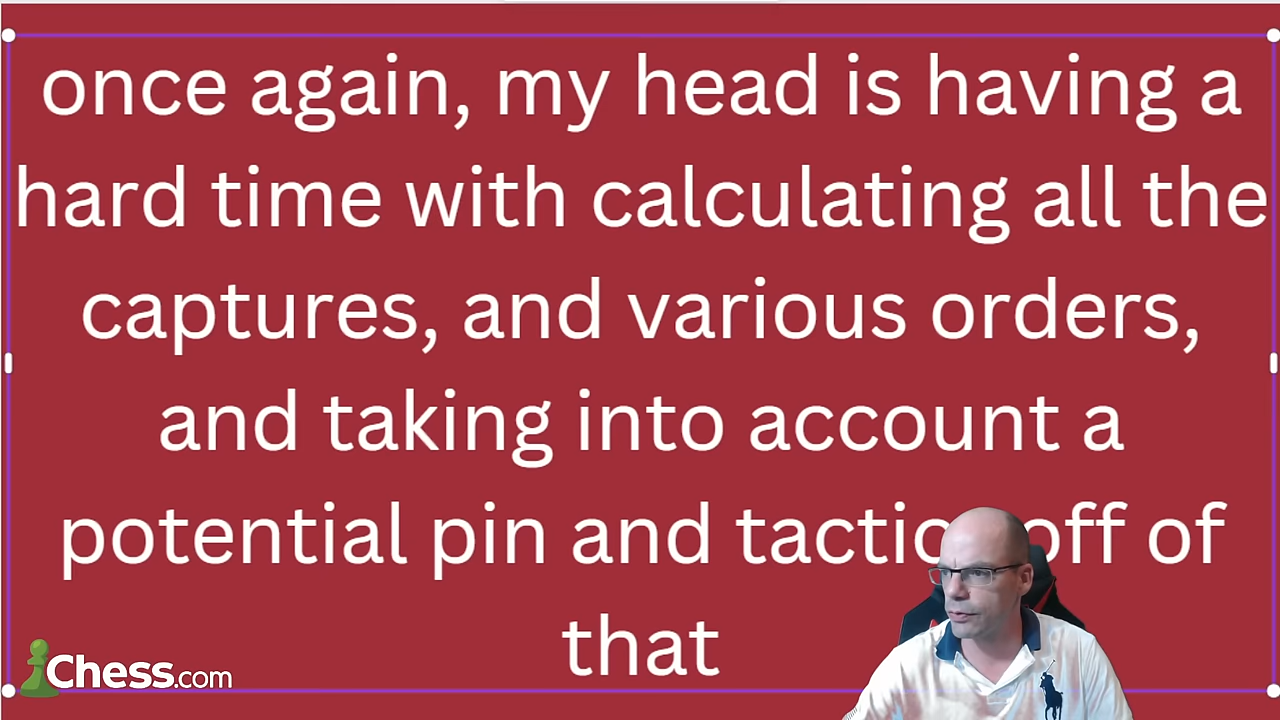 once again, my head is having a
hard time with calculating all the
captures, and various orders,
and taking into account a
potential pin and off of
that
Chess.com